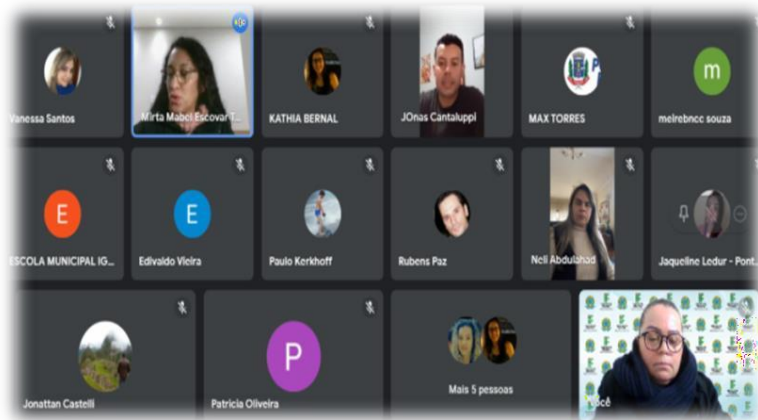 Vanessa Santos
Mirta Mabel Escovar T...
KATHIA BERNAL
JOnas Cantaluppi
MAX TORRES
meirebncc souza
m
E
ESCOLA MUNICIPAL IG...
E
Edivaldo Vieira
Paulo Kerkhoff
Rubens Paz
Neli Abdulahad
Jaqueline Ledur - Pont...
Jonattan Castelli
P
Patricia Oliveira
Mais 5 pessoas
Você